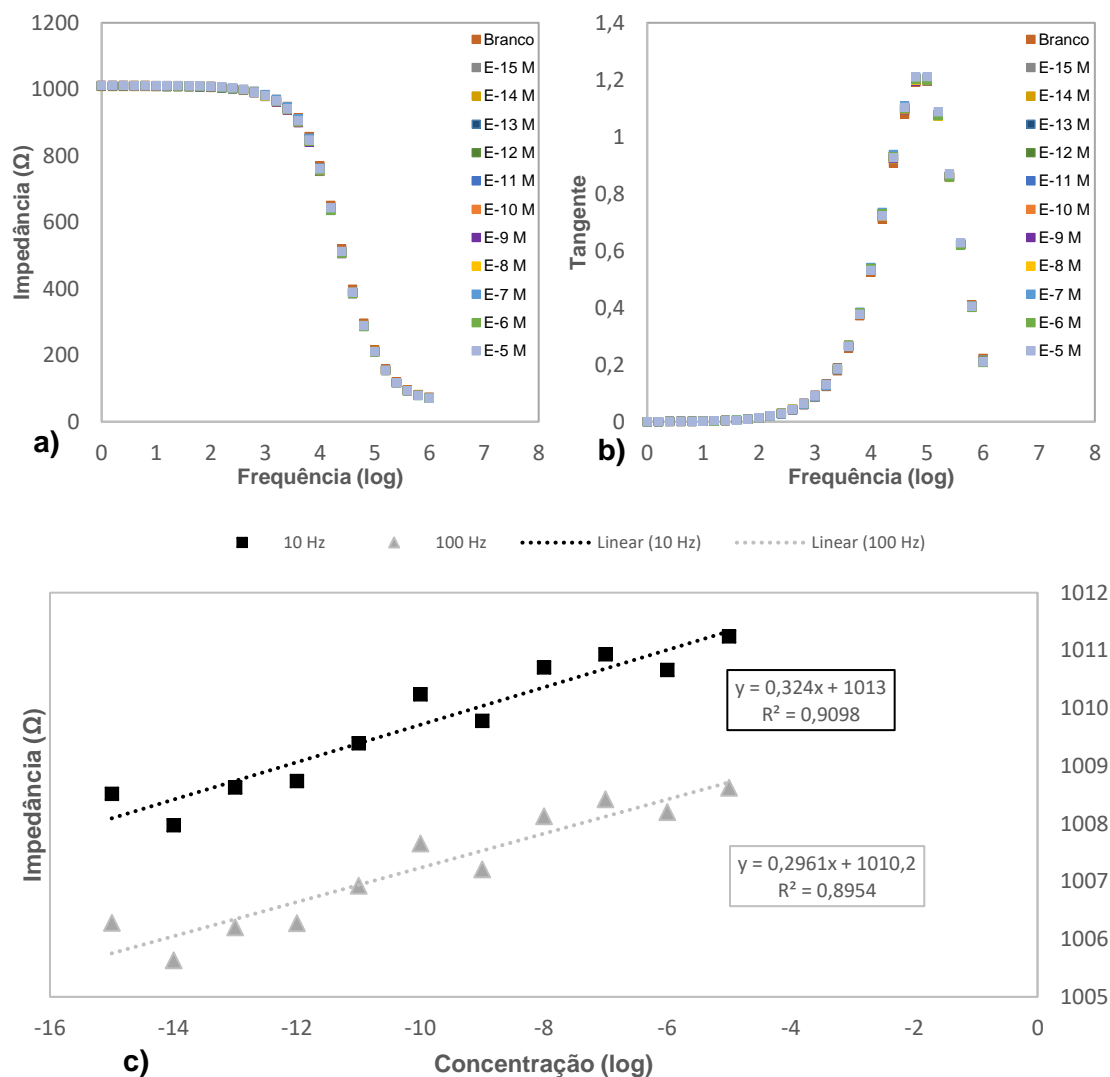 1200
1000
800
600
400
200
0
Impedância (Ω)
0 1 2 3 4 5 6 7 8
Frequência (log)
Branco
E-15 M
E-14 M
E-13 M
E-12 M
E-11 M
E-10 M
E-9 M
E-8 M
E-7 M
E-6 M
E-5 M
a)
1,4
1,2
1
0,8
0,6
0,4
0,2
0
Tangente
0 1 2 3 4 5 6 7 8
Frequência (log)
Branco
E-15 M
E-14 M
E-13 M
E-12 M
E-11 M
E-10 M
E-9 M
E-8 M
E-7 M
E-6 M
E-5 M
b)
10 Hz 100 Hz Linear (10 Hz) Linear (100 Hz)
Impedância (Ω)
1012
1011
1010
1009
1008
1007
1006
1005
y = 0,324x + 1013
R² = 0,9098
y = 0,2961x + 1010,2
R² = 0,8954
-16 -14 -12 -10 -8 -6 -4 -2 0
Concentração (log)
c)